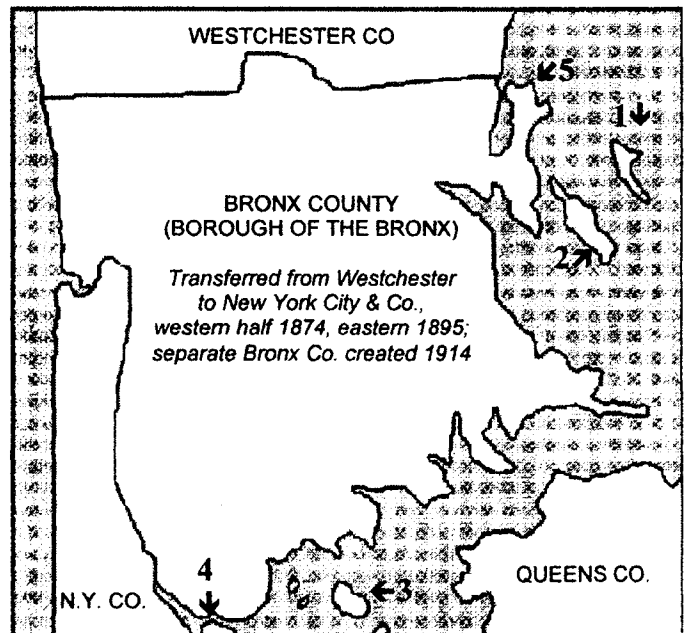 WESTCHESTER CO
5
1
BRONX COUNTY
(BOROUGH OF THE BRONX)
2
Transferred from Westchester
to New York City & Co.,
western half 1874, eastern 1895;
separate Bronx Co. created 1914
4
3
QUEENS CO.
N.Y. CO.